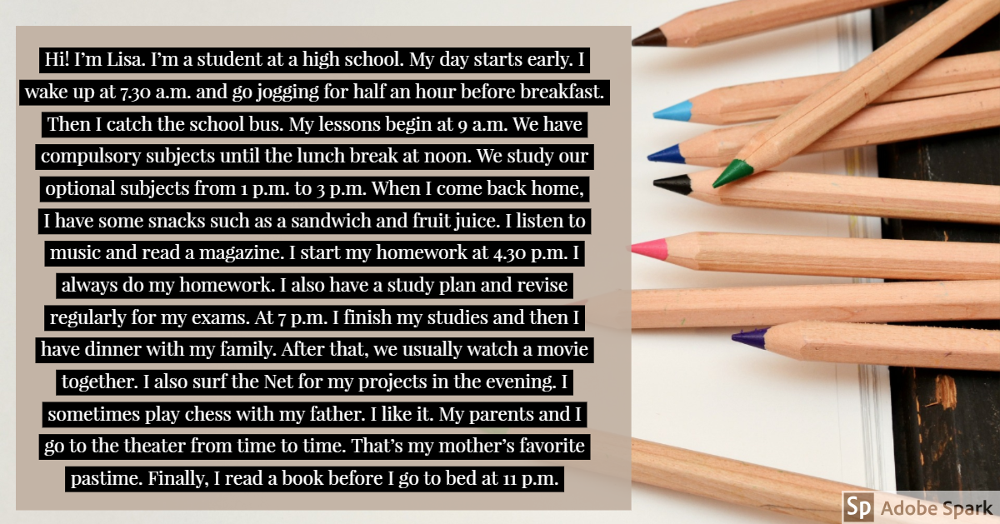 Hi! I’m Lisa. I’m a student at a high school. My day starts early. I
wake up at 7.30 a.m. and go jogging for half an hour before breakfast.
Then I catch the school bus. My lessons begin at 9 a.m. We have
compulsory subjects until the lunch break at noon. We study our
optional subjects from 1 p.m. to 3 p.m. When I come back home,
I have some snacks such as a sandwich and fruit juice. I listen to
music and read a magazine. I start my homework at 4.30 p.m. I
always do my homework. I also have a study plan and revise
regularly for my exams. At 7 p.m. I finish my studies and then I
have dinner with my family. After that, we usually watch a movie
together. I also surf the Net for my projects in the evening. I
sometimes play chess with my father. I like it. My parents and I
go to the theater from time to time. That’s my mother’s favorite
pastime. Finally, I read a book before I go to bed at 11 p.m.
Sp Adobe Spark